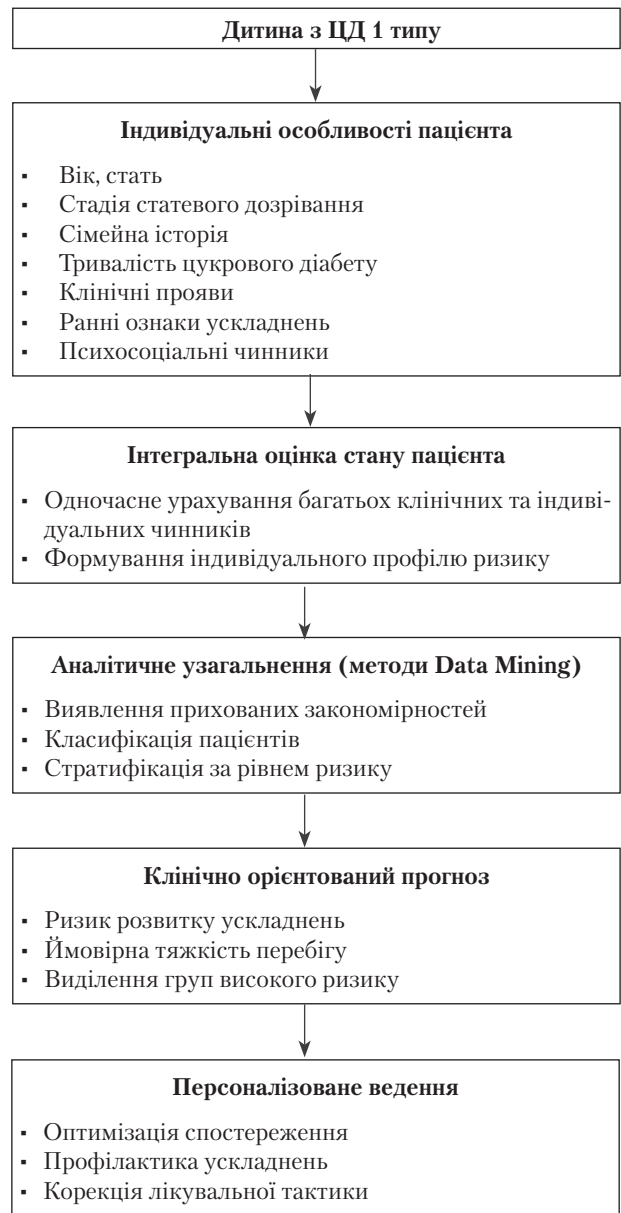 Дитина з ЦД 1 типу
Індивідуальні особливості пацієнта
▪ Вік, стать
▪ Стадія статевого дозрівання
▪ Сімейна історія
▪ Тривалість цукрового діабету
▪ Клінічні прояви
▪ Ранні ознаки ускладнень
▪ Психосоціальні чинники
Інтегральна оцінка стану пацієнта
▪ Одночасне урахування багатьох клінічних та індиві-
дуальних чинників
▪ Формування індивідуального профілю ризику
Аналітичне узагальнення (методи Data Mining)
▪ Виявлення прихованих закономірностей
▪ Класифікація пацієнтів
▪ Стратифікація за рівнем ризику
Клінічно орієнтований прогноз
▪ Ризик розвитку ускладнень
▪ Ймовірна тяжкість перебігу
▪ Виділення груп високого ризику
Персоналізоване ведення
▪ Оптимізація спостереження
▪ Профілактика ускладнень
▪ Корекція лікувальної тактики